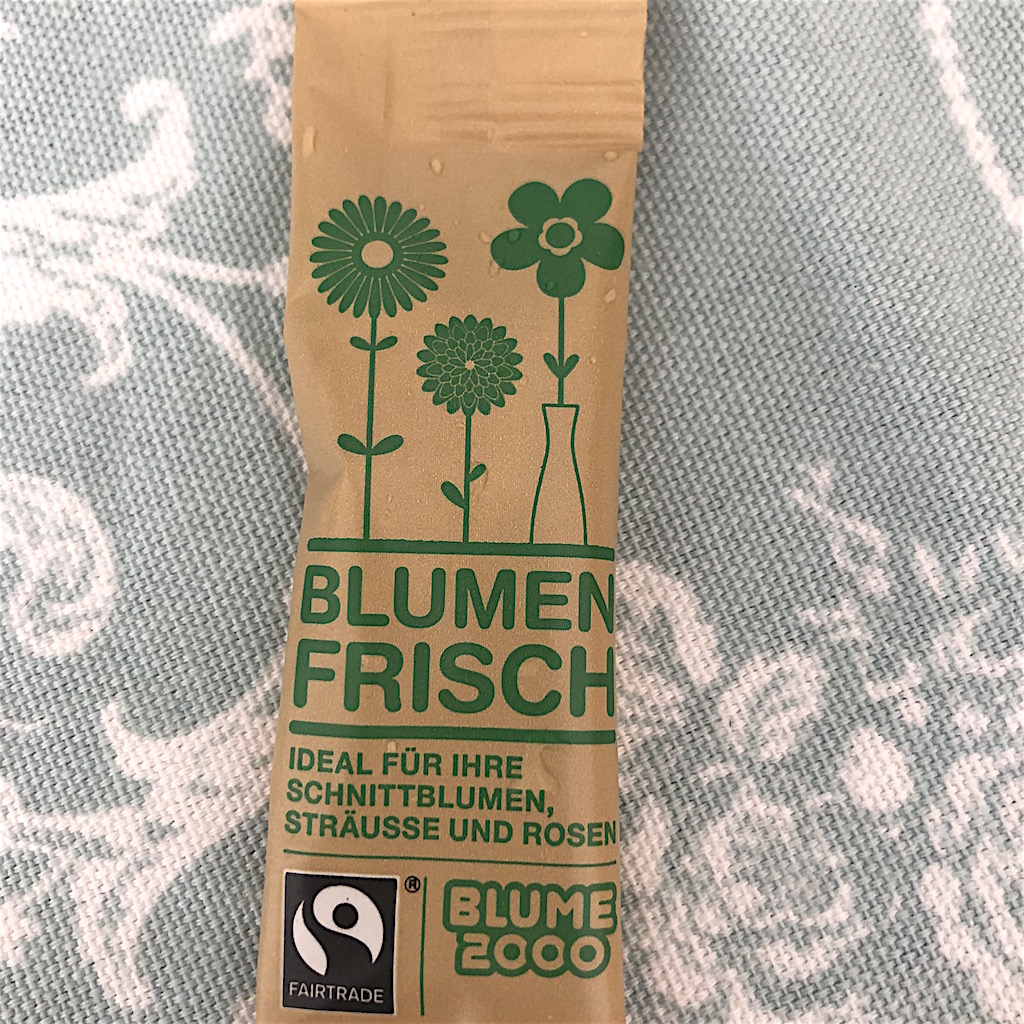 BLUMEN
FRISCH
IDEAL FÜR IHRE
SCHNITTBLUMEN,
STRÄUSSE UND ROSEN
FAIRTRADE
®
BLUME
2000